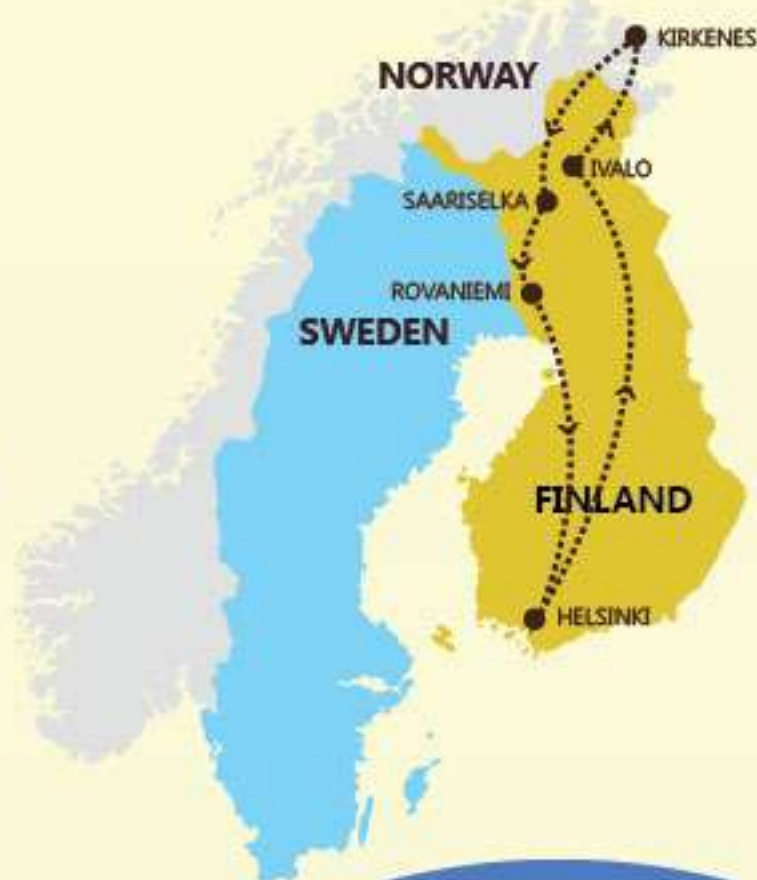 KIRKENES
NORWAY
IVALO
SAARISELKA
ROVANIEMI
SWEDEN
FINLAND
HELSINKI